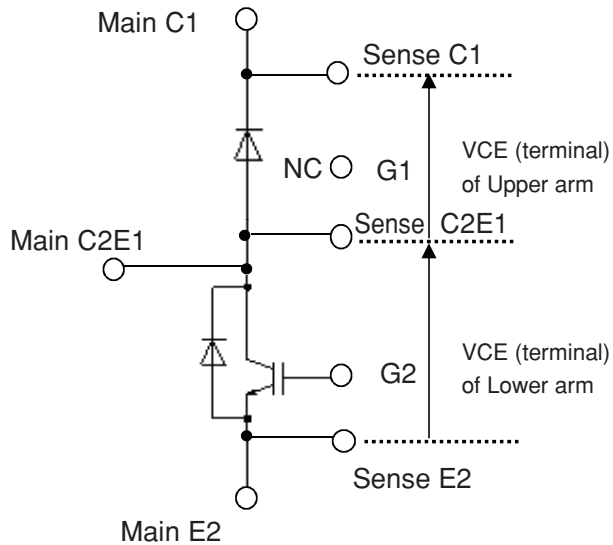 Main C1
Sense C1
NC G1
VCE (terminal)
of Upper arm
Sense C2E1
Main C2E1
VCE (terminal)
of Lower arm
G2
Sense E2
Main E2